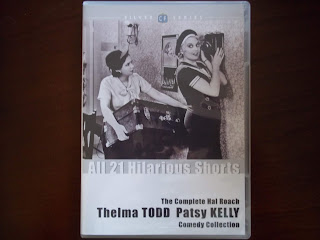 All 21 Hilarious Shorts
The Complete Hal Roach
Thelma TODD Patsy KELLY
Comedy Collection